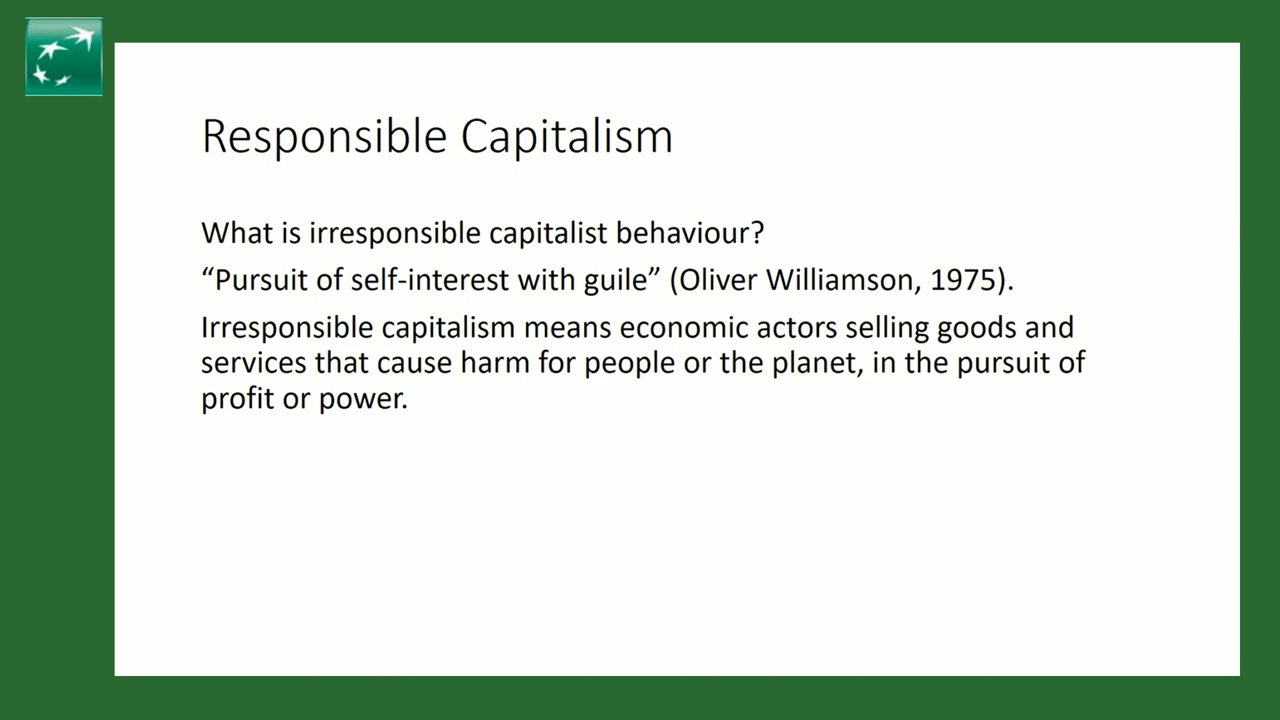 Responsible Capitalism
What is irresponsible capitalist behaviour?
“Pursuit of self-interest with guile” (Oliver Williamson, 1975).
Irresponsible capitalism means economic actors selling goods and
services that cause harm for people or the planet, in the pursuit of
profit or power.